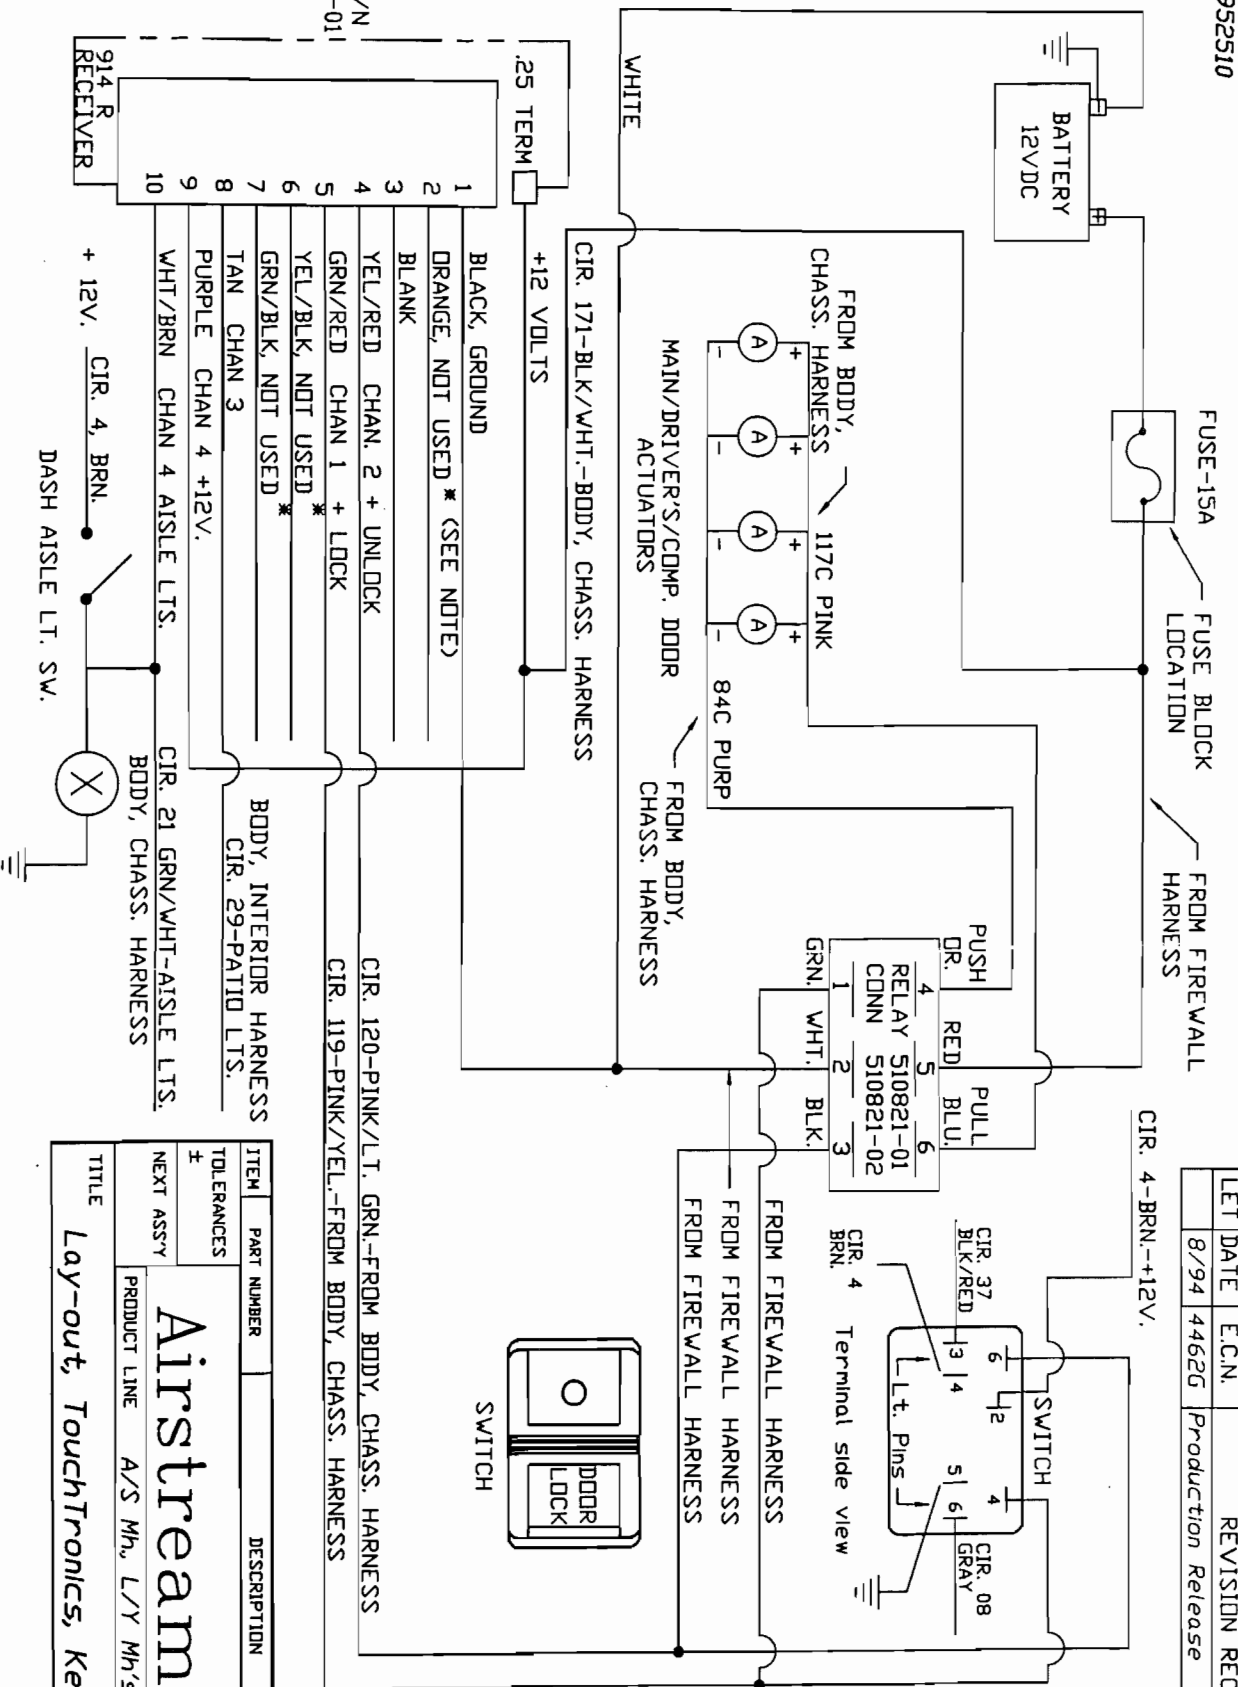 952510
/N
-01
WHITE
BATTERY
12VDC
-
+
FUSE-15A
FUSE BLOCK
LOCATION
FROM FIREWALL
HARNESS
914 R
RECEIVER
.25 TERM
+12 VOLTS
CIR. 171-BLK/WHT.-BODY, CHASS. HARNESS
FROM BODY,
CHASS. HARNESS
117C PINK
A + -
A + -
A + -
A + -
MAIN/DRIVER'S/COMP. DOOR
ACTUATORS
84C PURP
FROM BODY,
CHASS. HARNESS
1 BLACK, GROUND
2 ORANGE, NOT USED * (SEE NOTE)
3 BLANK
4 YEL/RED CHAN. 2 + UNLOCK
5 GRN/RED CHAN 1 + LOCK
6 YEL/BLK, NOT USED *
7 GRN/BLK, NOT USED *
8 TAN CHAN 3
9 PURPLE CHAN 4 +12V.
10 WHT/BRN CHAN 4 AISLE LTS.
+ 12V. CIR. 4, BRN.
DASH AISLE LT. SW.
X
CIR. 21 GRN/WHT-AISLE LTS.
BODY, CHASS. HARNESS
BODY, INTERIOR HARNESS
CIR. 29-PATIO LTS.
CIR. 120-PINK/LT. GRN.-FROM BODY, CHASS. HARNESS
CIR. 119-PINK/YEL.-FROM BODY, CHASS. HARNESS
PUSH
OR. RED
PULL
BLU.
4 5 6
RELAY 510821-01
CONN 510821-02
1 2 3
GRN. WHT. BLK.
FROM FIREWALL HARNESS
FROM FIREWALL HARNESS
FROM FIREWALL HARNESS
CIR. 4-BRN.-+12V.
CIR. 37
BLK/RED
CIR. 4
BRN.
SWITCH
6 2 4
3 4 5 6
Lt. Pins
CIR. 08
GRAY
Terminal side view
DOOR
LOCK
SWITCH
LET DATE E.C.N. REVISION REC
8/94 4462G Production Release
ITEM PART NUMBER DESCRIPTION
TOLERANCES
±
NEXT ASS'Y
Airstream
PRODUCT LINE A/S Mh, L/Y Mh's
TITLE
Lay-out, TouchTronics, Ke